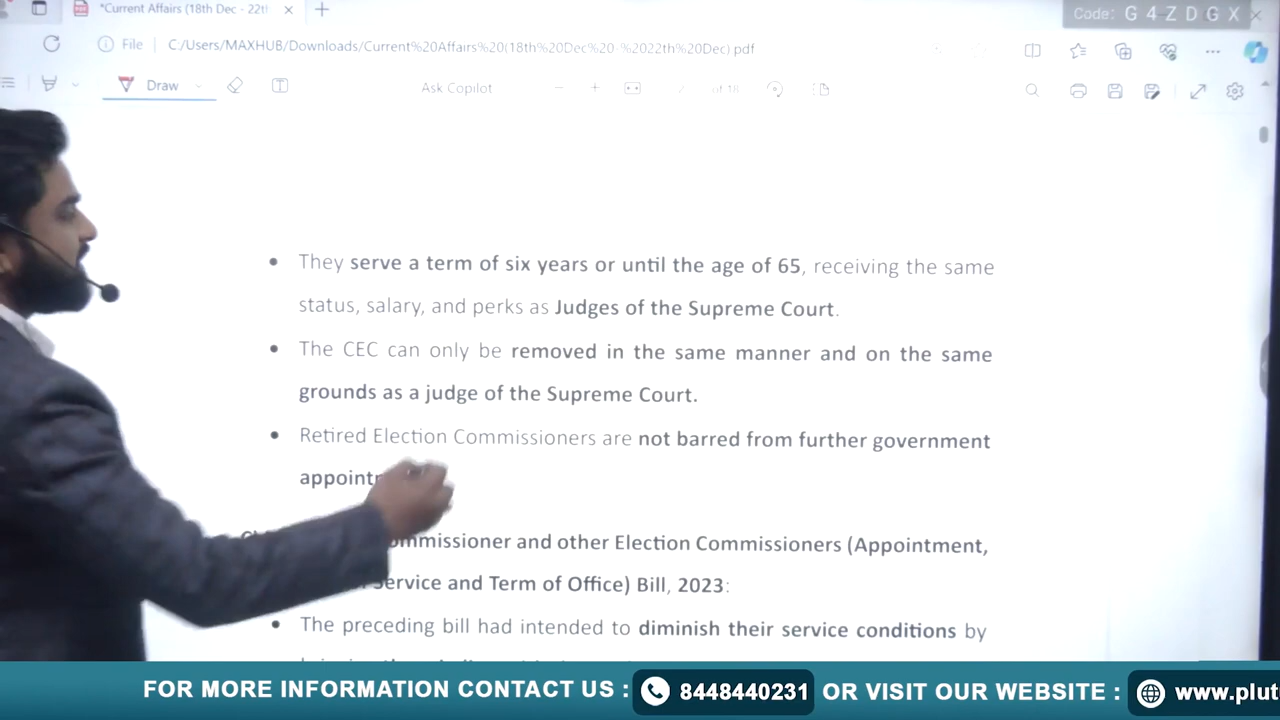 *Current Affairs (18th Dec - 22th
Code: G 4 Z D G X
File
C:/Users/MAXHUB/Downloads/Current%20Affairs%20(18th%20Dec%20-%2022th%20Dec).pdf
Draw
Ask Copilot
of 18
They serve a term of six years or until the age of 65, receiving the same
status, salary, and perks as Judges of the Supreme Court.
The CEC can only be removed in the same manner and on the same
grounds as a judge of the Supreme Court.
Retired Election Commissioners are not barred from further government
and other Election Commissioners (Appointment,
Service and Term of Office) Bill, 2023:
The preceding bill had intended to diminish their service conditions by
FOR MORE INFORMATION CONTACT US : 8448440231 OR VISIT OUR WEBSITE :